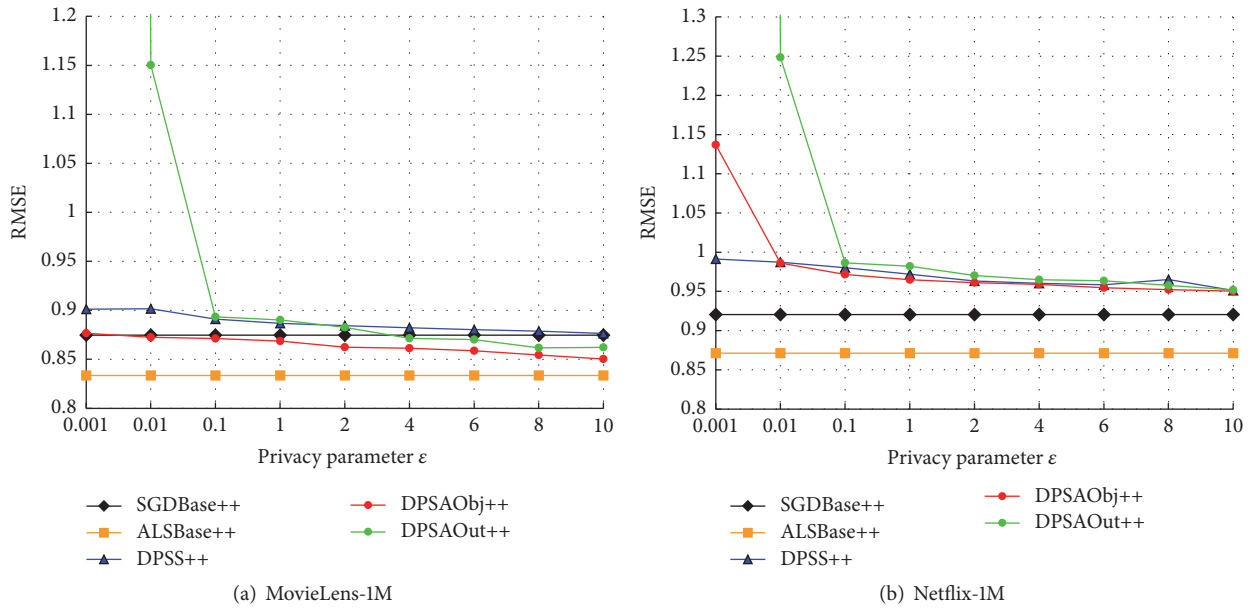 1.2
1.15
1.1
1.05
1
0.95
0.9
0.85
0.8
RMSE
0.001 0.01 0.1 1 2 4 6 8 10
Privacy parameter ε
SGDBase++
ALSBase++
DPSS++
DPSAObj++
DPSAOut++
(a) MovieLens-1M
1.3
1.25
1.2
1.15
1.1
1.05
1
0.95
0.9
0.85
0.8
RMSE
0.001 0.01 0.1 1 2 4 6 8 10
Privacy parameter ε
SGDBase++
ALSBase++
DPSS++
DPSAObj++
DPSAOut++
(b) Netflix-1M